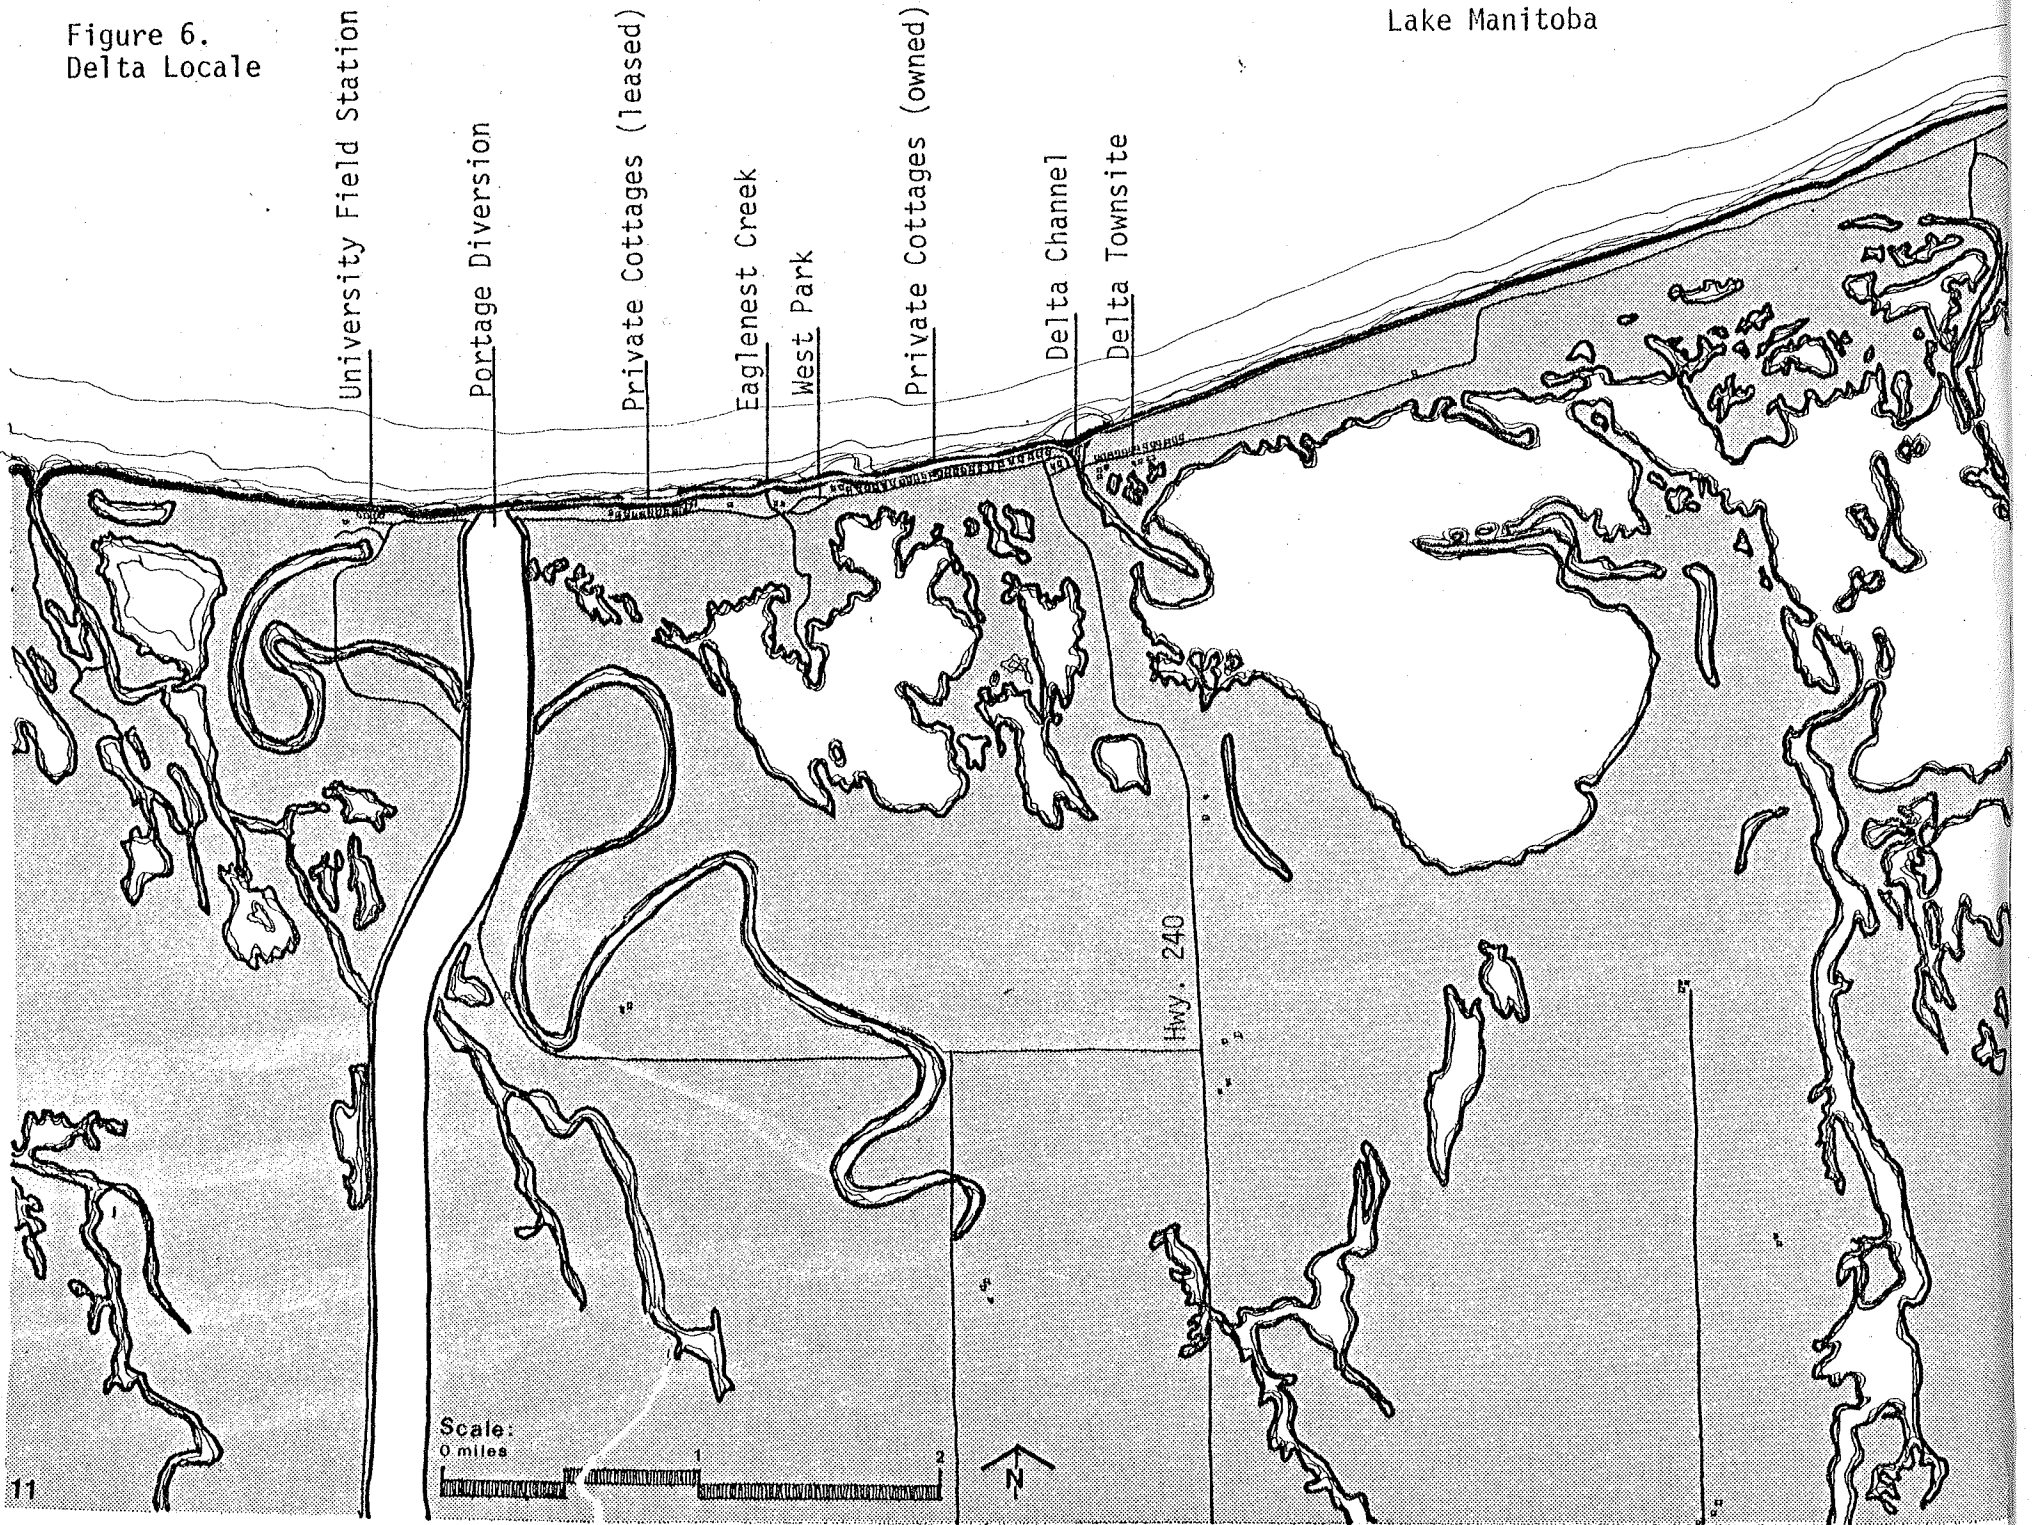 Figure 6.
Delta Locale
Lake Manitoba
University Field Station
Portage Diversion
Private Cottages (leased)
Eaglenest Creek
West Park
Private Cottages (owned)
Delta Channel
Delta Townsite
Hwy. 240
Scale:
0 miles 1 2
N
11